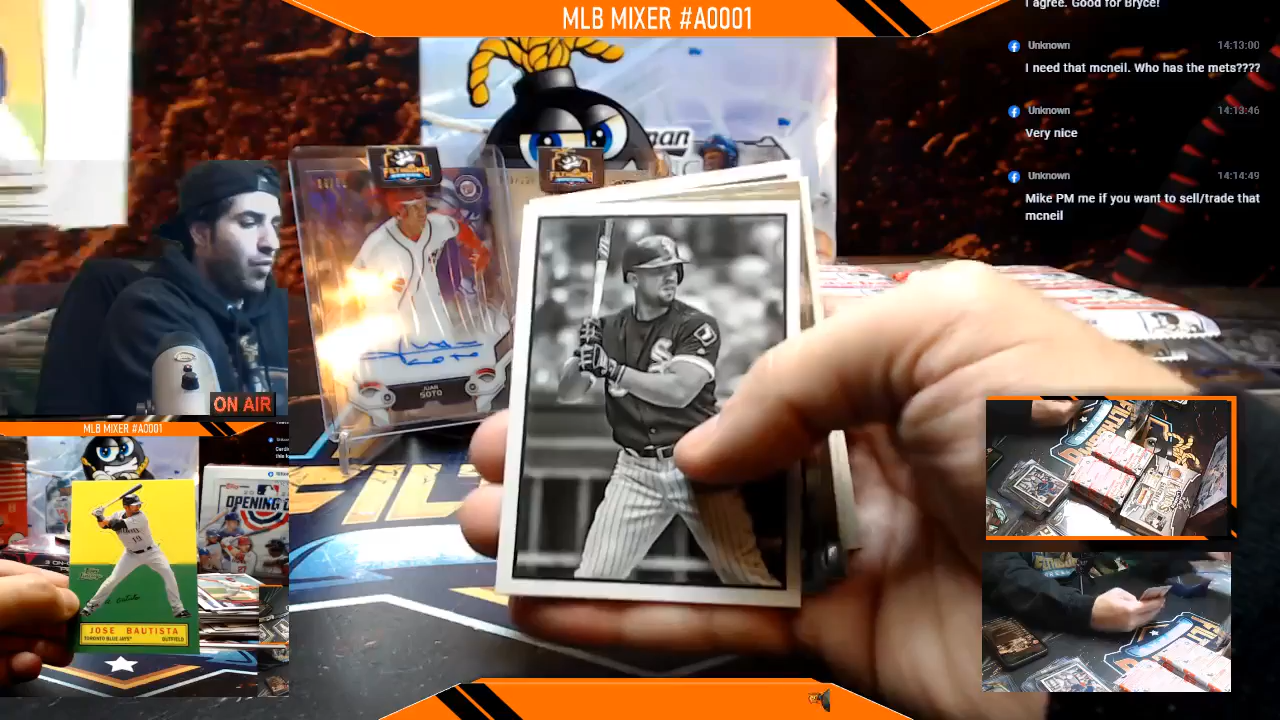 MLB MIXER #A0001
I agree. Good for Bryce!
Unknown 14:13:00
I need that mcneil. Who has the mets????
Unknown 14:13:46
Very nice
Unknown 14:14:49
Mike PM me if you want to sell/trade that
mcneil
man
JUAN
SOTO
ON AIR
MLB MIXER #A0001
OPENING
JOSE BAUTISTA
TORONTO BLUE JAYS OUTFIELD
FIL